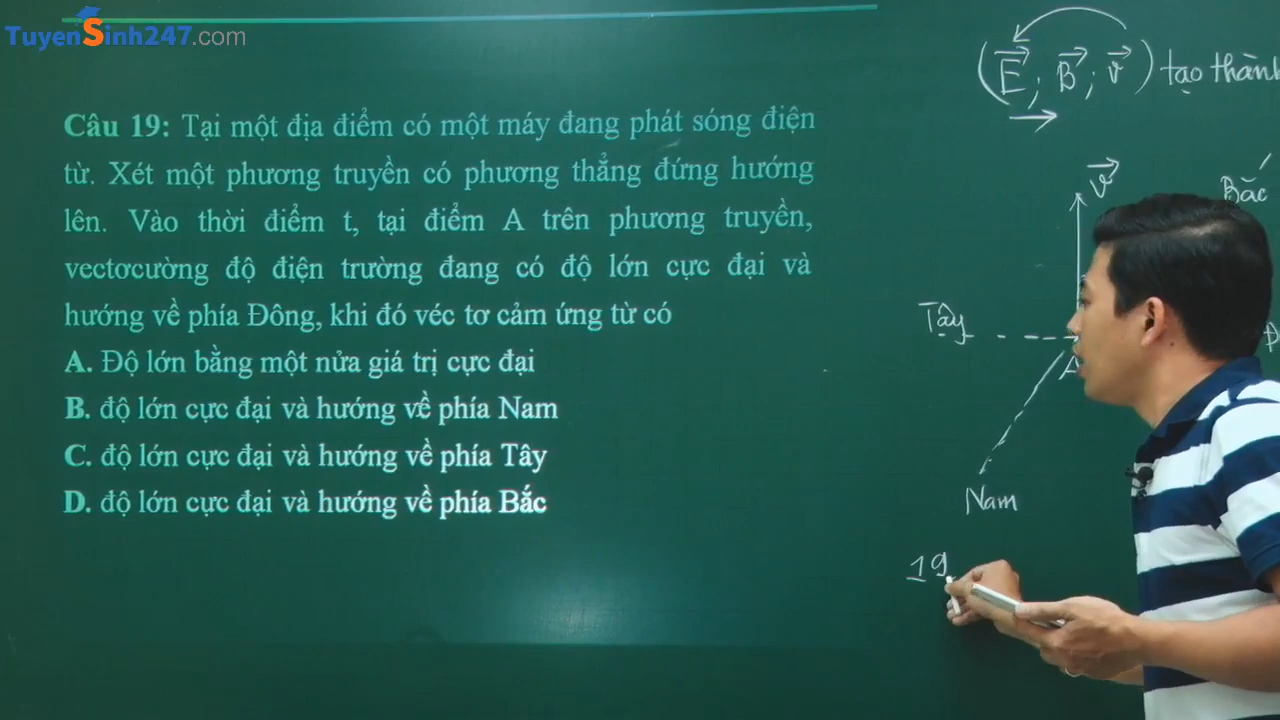 TuyenSinh247.com
Câu 19: Tại một địa điểm có một máy đang phát sóng điện
từ. Xét một phương truyền có phương thẳng đứng hướng
lên. Vào thời điểm t, tại điểm A trên phương truyền,
vectơcường độ điện trường đang có độ lớn cực đại và
hướng về phía Đông, khi đó véc tơ cảm ứng từ có
A. Độ lớn bằng một nửa giá trị cực đại
B. độ lớn cực đại và hướng về phía Nam
C. độ lớn cực đại và hướng về phía Tây
D. độ lớn cực đại và hướng về phía Bắc
(E; B; v) tạo thành
v
Bắc
Tây
A
Nam
19